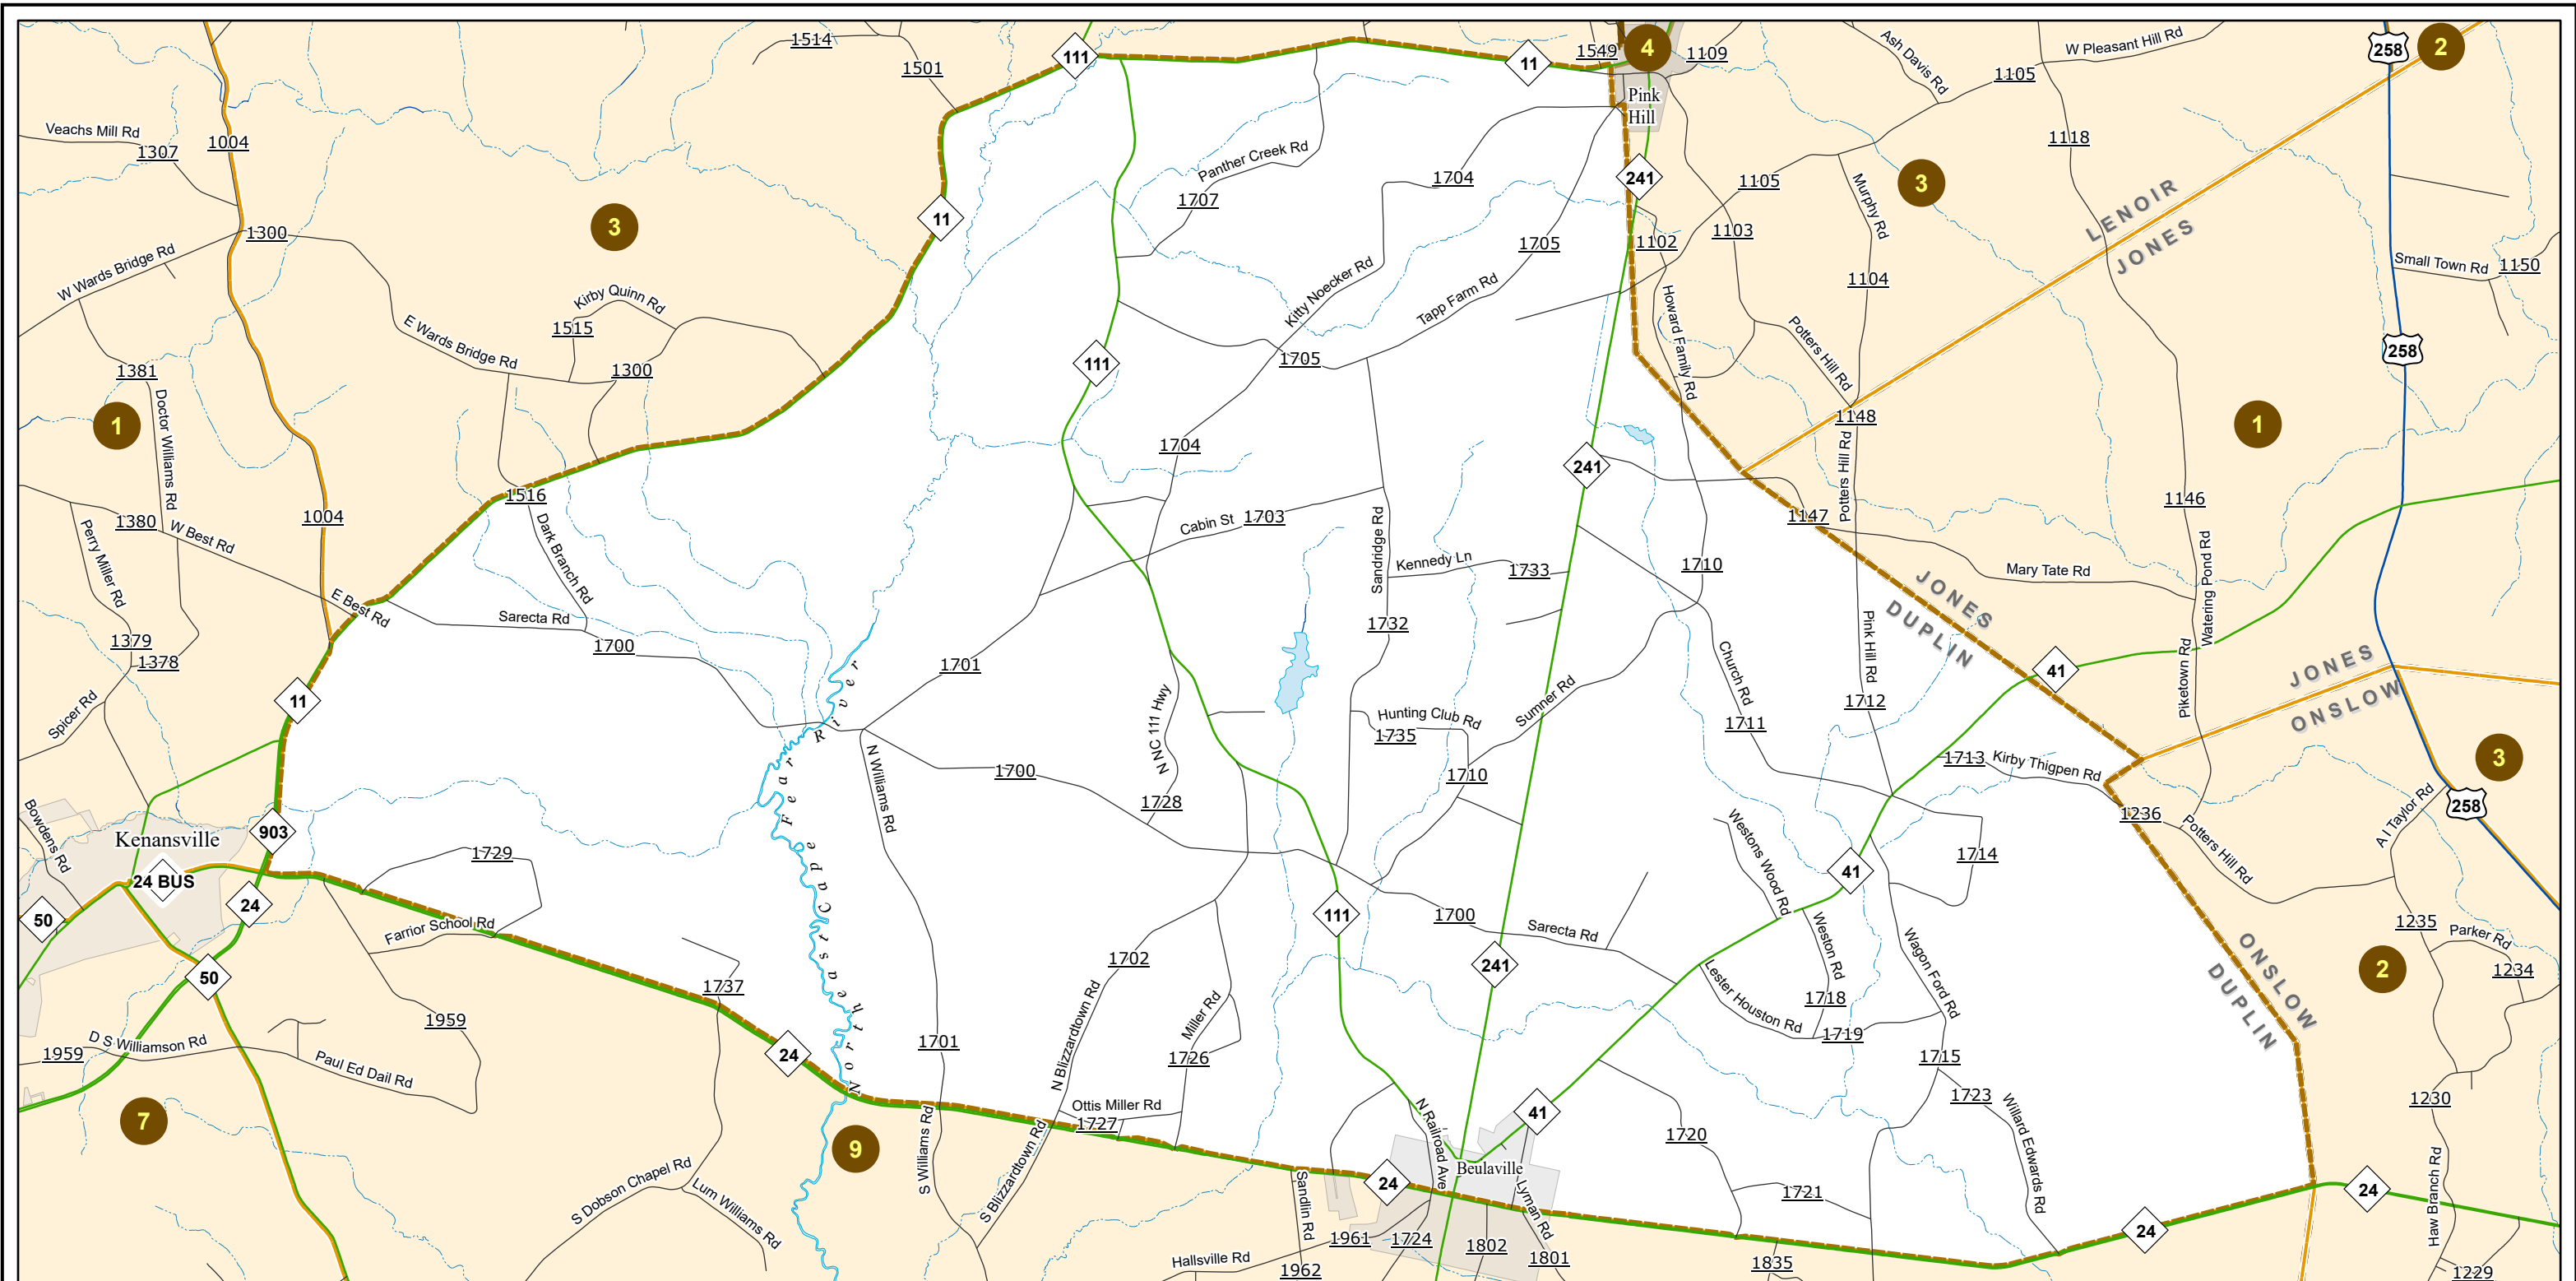 1514
1501
111
11
1549
4
1109
Ash Davis Rd
W Pleasant Hill Rd
1105
258
2
Veachs Mill Rd
1307
1004
Pink
Hill
1118
3
1300
W Wards Bridge Rd
11
Panther Creek Rd
1707
1704
1705
241
1105
1102
1103
Murphy Rd
3
LENOIR
JONES
1104
Small Town Rd
1150
Kirby Quinn Rd
1515
E Wards Bridge Rd
1300
Kitty Noecker Rd
Tapp Farm Rd
1705
Howard Family Rd
Potters Hill Rd
258
1381
111
1
Doctor Williams Rd
1148
1
1704
241
Potters Hill Rd
1516
1004
1380
W Best Rd
Perry Miller Rd
Dark Branch Rd
Cabin St
1703
1147
1146
Sandridge Rd
Kennedy Ln
1733
1710
Mary Tate Rd
Watering Pond Rd
E Best Rd
Sarecta Rd
1700
1379
1378
1732
JONES
DUPLIN
Pink Hill Rd
Church Rd
1701
Spicer Rd
11
41
Piketown Rd
JONES
ONSLOW
NC 111 Hwy
Sumner Rd
1712
Hunting Club Rd
1735
1711
N Williams Rd
1700
1728
1710
1713
Kirby Thigpen Rd
3
258
Bowdens Rd
Kenansville
903
1236
Potters Hill Rd
A I Taylor Rd
1729
24 BUS
Westons Wood Rd
1714
41
50
24
Farrior School Rd
111
1700
Sarecta Rd
1235
Parker Rd
1234
50
1737
1702
241
Weston Rd
Wagon Ford Rd
ONSLOW
DUPLIN
2
Lester Houston Rd
1718
1719
1959
Miller Rd
N Blizzardtown Rd
1959
D S Williamson Rd
Paul Ed Dail Rd
24
1701
1726
1715
Northeast Cape Fear River
7
9
Ottis Miller Rd
1727
N Railroad Ave
41
1723
Willard Edwards Rd
1230
1720
S Williams Rd
S Blizzardtown Rd
Beulaville
Haw Branch Rd
S Dobson Chapel Rd
Lum Williams Rd
Sandlin Rd
24
Lyman Rd
1721
24
24
1961
1724
1802
1801
Hallsville Rd
1962
1835
1229